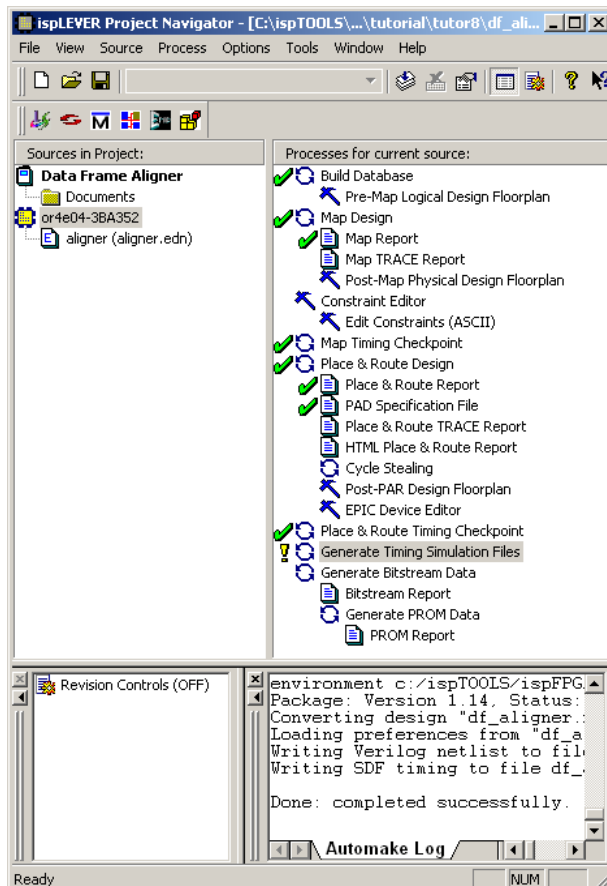 ispLEVER Project Navigator - [C:\ispTOOLS\...\tutorial\tutor8\df_ali...
File View Source Process Options Tools Window Help
Sources in Project:
Data Frame Aligner
Documents
or4e04-3BA352
aligner (aligner.edn)
Processes for current source:
Build Database
Pre-Map Logical Design Floorplan
Map Design
Map Report
Map TRACE Report
Post-Map Physical Design Floorplan
Constraint Editor
Edit Constraints (ASCII)
Map Timing Checkpoint
Place & Route Design
Place & Route Report
PAD Specification File
Place & Route TRACE Report
HTML Place & Route Report
Cycle Stealing
Post-PAR Design Floorplan
EPIC Device Editor
Place & Route Timing Checkpoint
Generate Timing Simulation Files
Generate Bitstream Data
Bitstream Report
Generate PROM Data
PROM Report
Revision Controls (OFF)
environment c:/ispTOOLS/ispFPG
Package: Version 1.14, Status:
Converting design "df_aligner.
Loading preferences from "df_a
Writing Verilog netlist to fil
Writing SDF timing to file df_
Done: completed successfully.
Automake Log
Ready
NUM